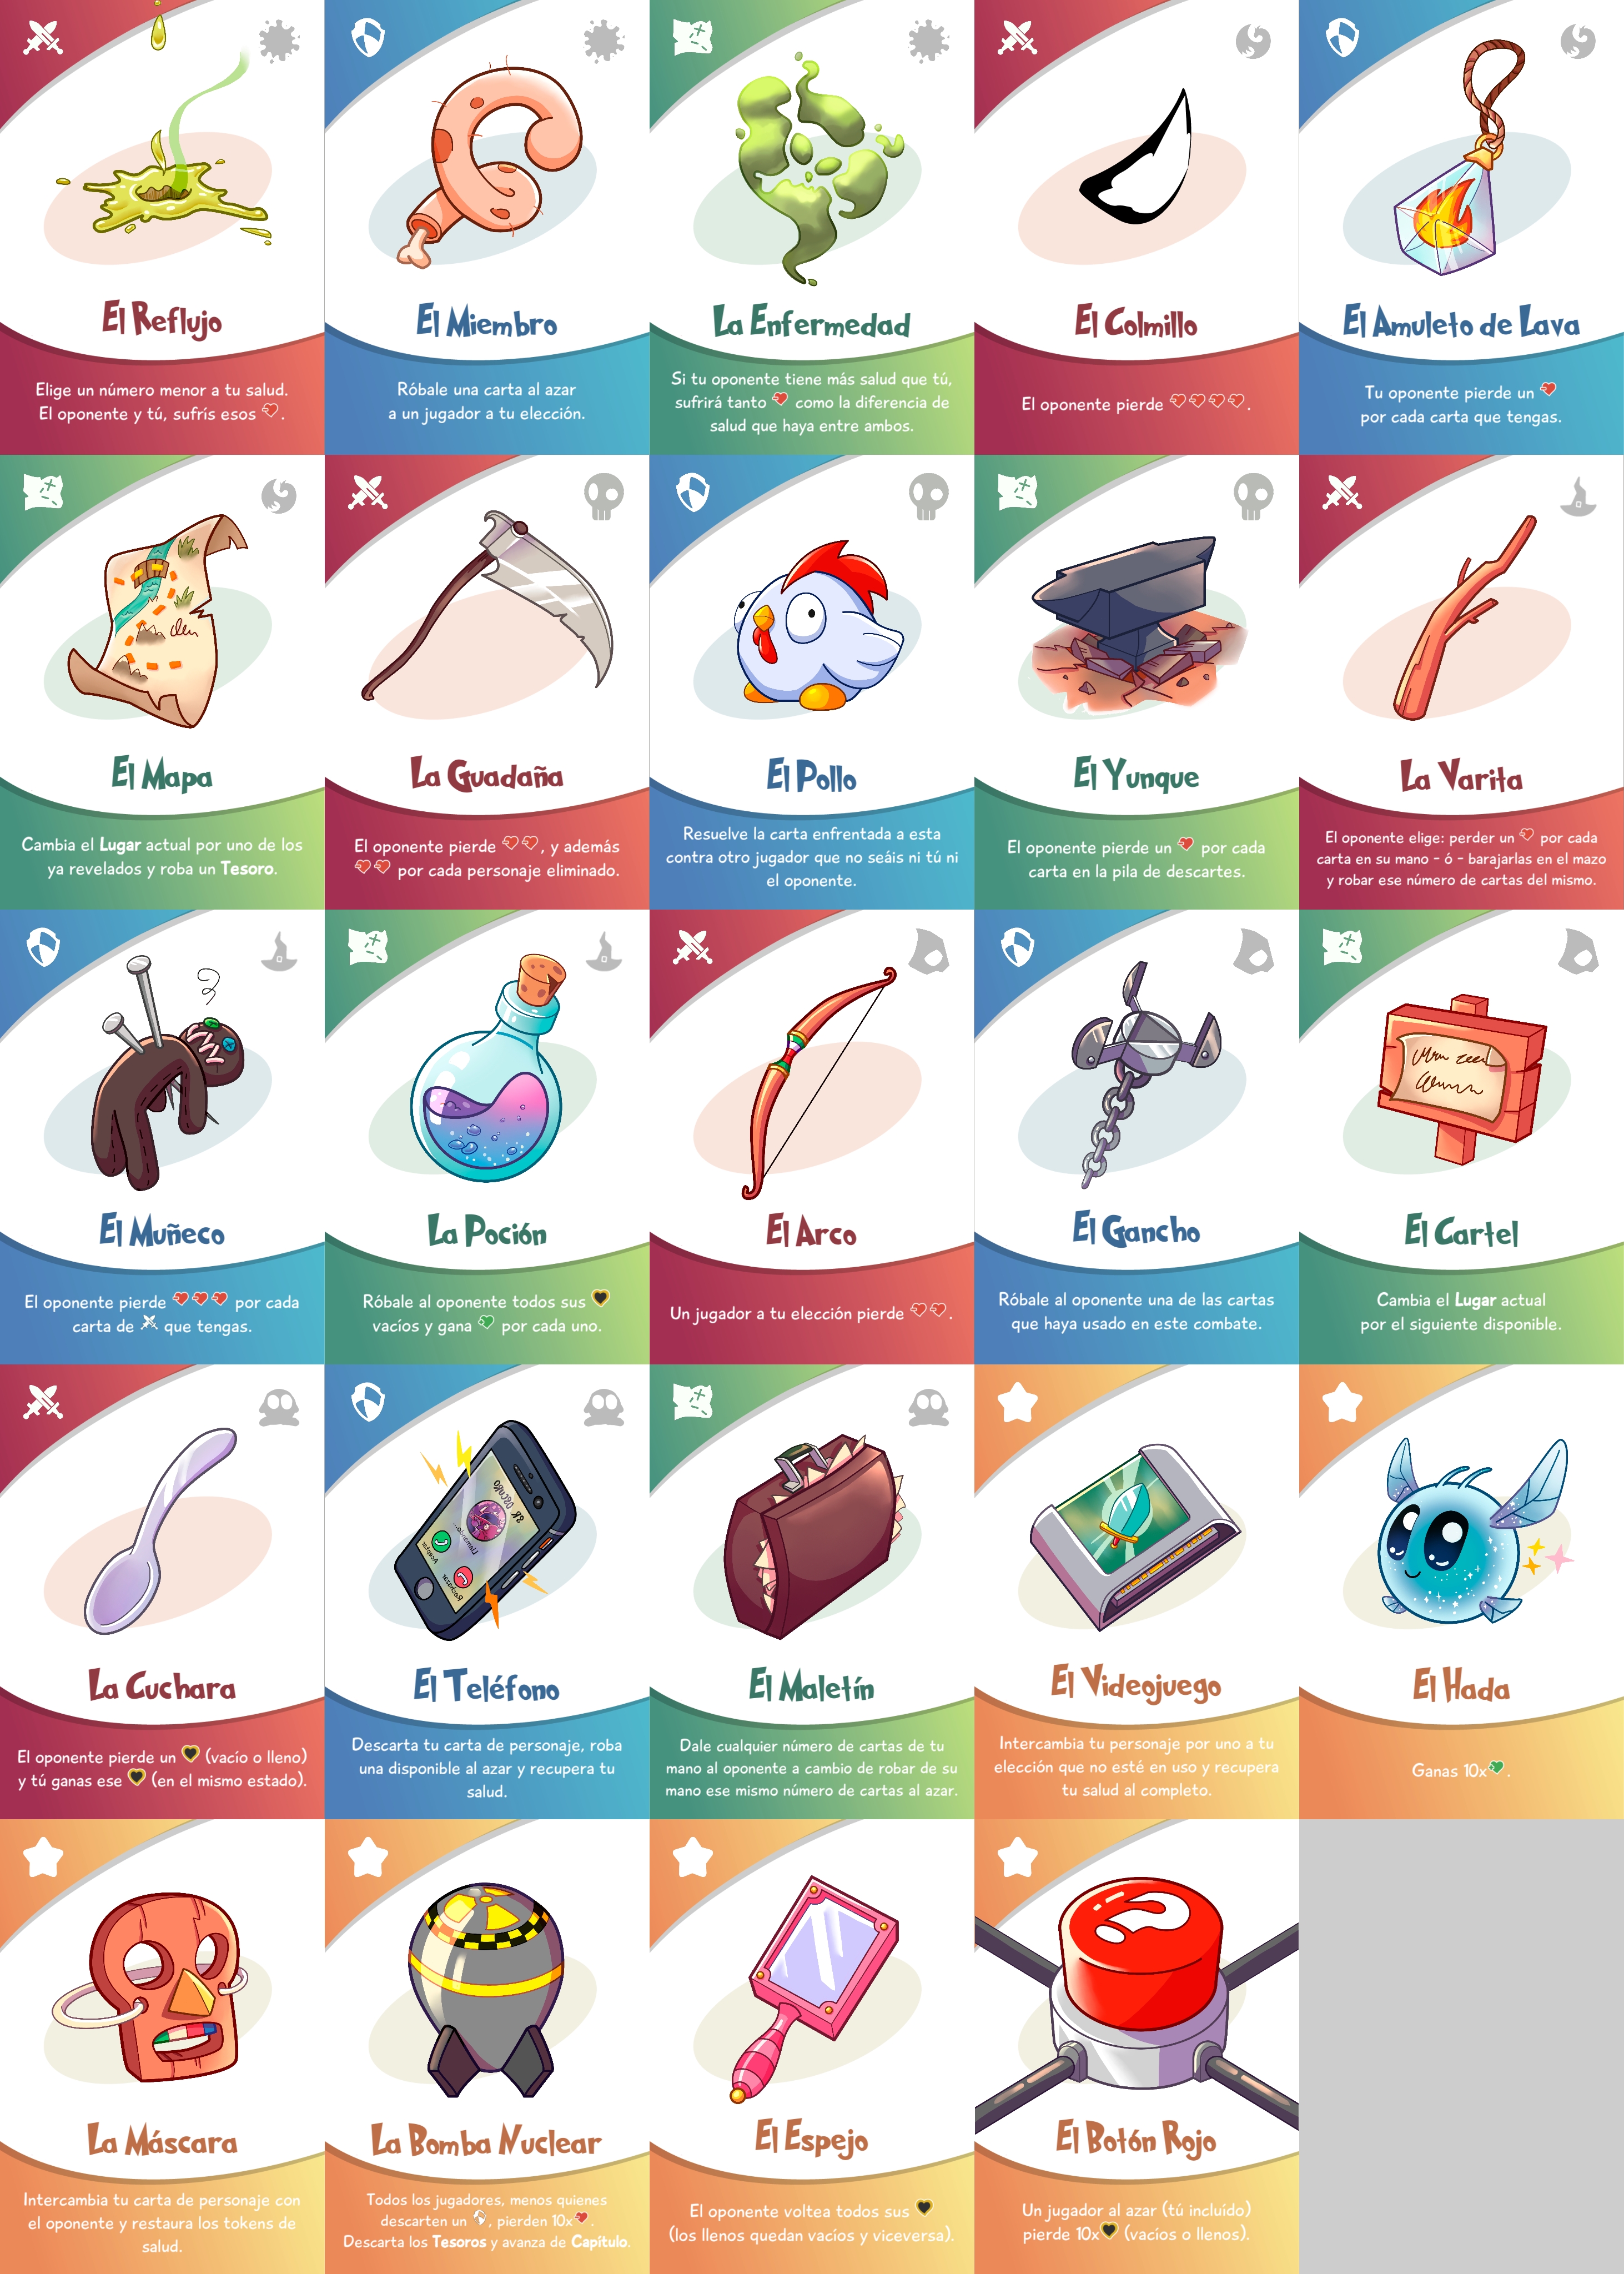 El Reflujo
Elige un número menor a tu salud.
El oponente y tú, sufrís esos .
El Miembro
Róbale una carta al azar
a un jugador a tu elección.
La Enfermedad
Si tu oponente tiene más salud que tú,
sufrirá tanto como la diferencia de
salud que haya entre ambos.
El Colmillo
El oponente pierde .
El Amuleto de Lava
Tu oponente pierde un
por cada carta que tengas.
El Mapa
Cambia el Lugar actual por uno de los
ya revelados y roba un Tesoro.
La Guadaña
El oponente pierde , y además
por cada personaje eliminado.
El Pollo
Resuelve la carta enfrentada a esta
contra otro jugador que no seáis ni tú ni
el oponente.
El Yunque
El oponente pierde un por cada
carta en la pila de descartes.
La Varita
El oponente elige: perder un por cada
carta en su mano - ó - barajarlas en el mazo
y robar ese número de cartas del mismo.
El Muñeco
El oponente pierde por cada
carta de que tengas.
La Poción
Róbale al oponente todos sus
vacíos y gana por cada uno.
El Arco
Un jugador a tu elección pierde .
El Gancho
Róbale al oponente una de las cartas
que haya usado en este combate.
El Cartel
Cambia el Lugar actual
por el siguiente disponible.
La Cuchara
El oponente pierde un (vacío o lleno)
y tú ganas ese (en el mismo estado).
Llamando...
Aceptar
Rechazar
El Teléfono
Descarta tu carta de personaje, roba
una disponible al azar y recupera tu
salud.
El Maletín
Dale cualquier número de cartas de tu
mano al oponente a cambio de robar de su
mano ese mismo número de cartas al azar.
El Videojuego
Intercambia tu personaje por uno a tu
elección que no esté en uso y recupera
tu salud al completo.
El Hada
Ganas 10x .
La Máscara
Intercambia tu carta de personaje con
el oponente y restaura los tokens de
salud.
La Bomba Nuclear
Todos los jugadores, menos quienes
descarten un , pierden 10x .
Descarta los Tesoros y avanza de Capítulo.
El Espejo
El oponente voltea todos sus
(los llenos quedan vacíos y viceversa).
El Botón Rojo
Un jugador al azar (tú incluído)
pierde 10x (vacíos o llenos).